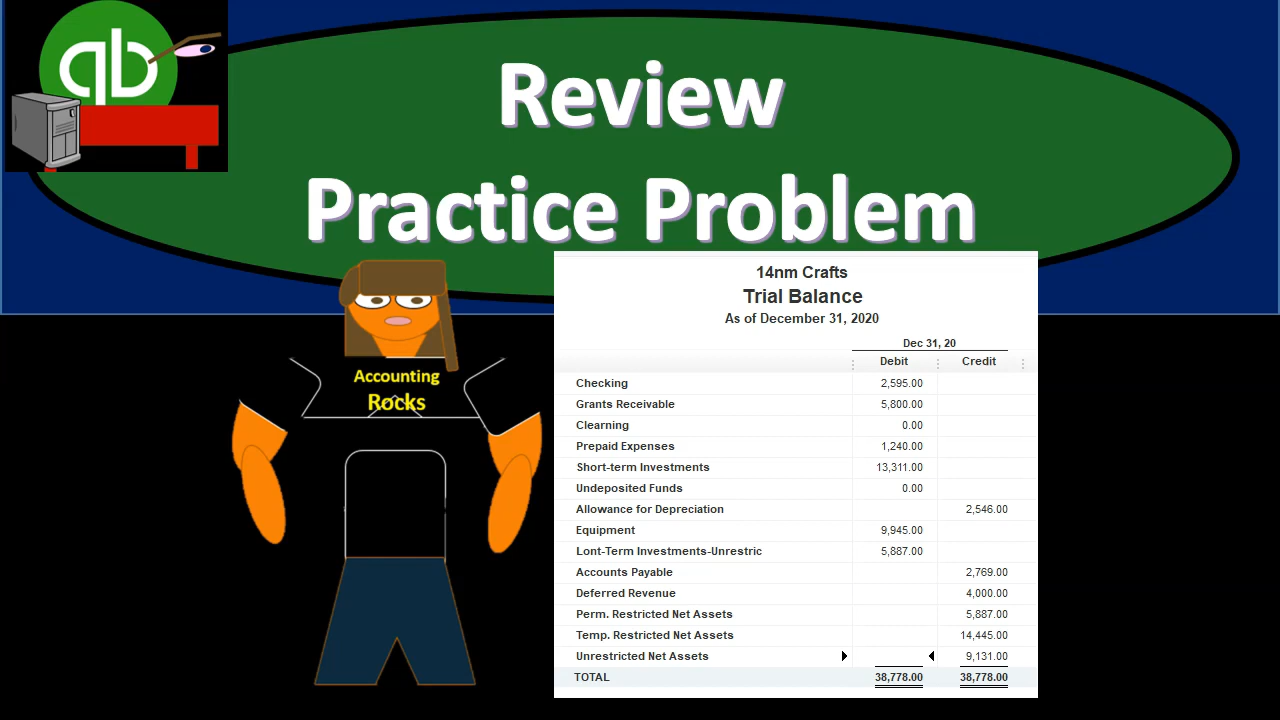 qb
Review
Practice Problem
Accounting
Rocks
14nm Crafts
Trial Balance
As of December 31, 2020
Dec 31, 20
Debit Credit
Checking 2,595.00
Grants Receivable 5,800.00
Clearning 0.00
Prepaid Expenses 1,240.00
Short-term Investments 13,311.00
Undeposited Funds 0.00
Allowance for Depreciation 2,546.00
Equipment 9,945.00
Lont-Term Investments-Unrestric 5,887.00
Accounts Payable 2,769.00
Deferred Revenue 4,000.00
Perm. Restricted Net Assets 5,887.00
Temp. Restricted Net Assets 14,445.00
Unrestricted Net Assets 9,131.00
TOTAL 38,778.00 38,778.00